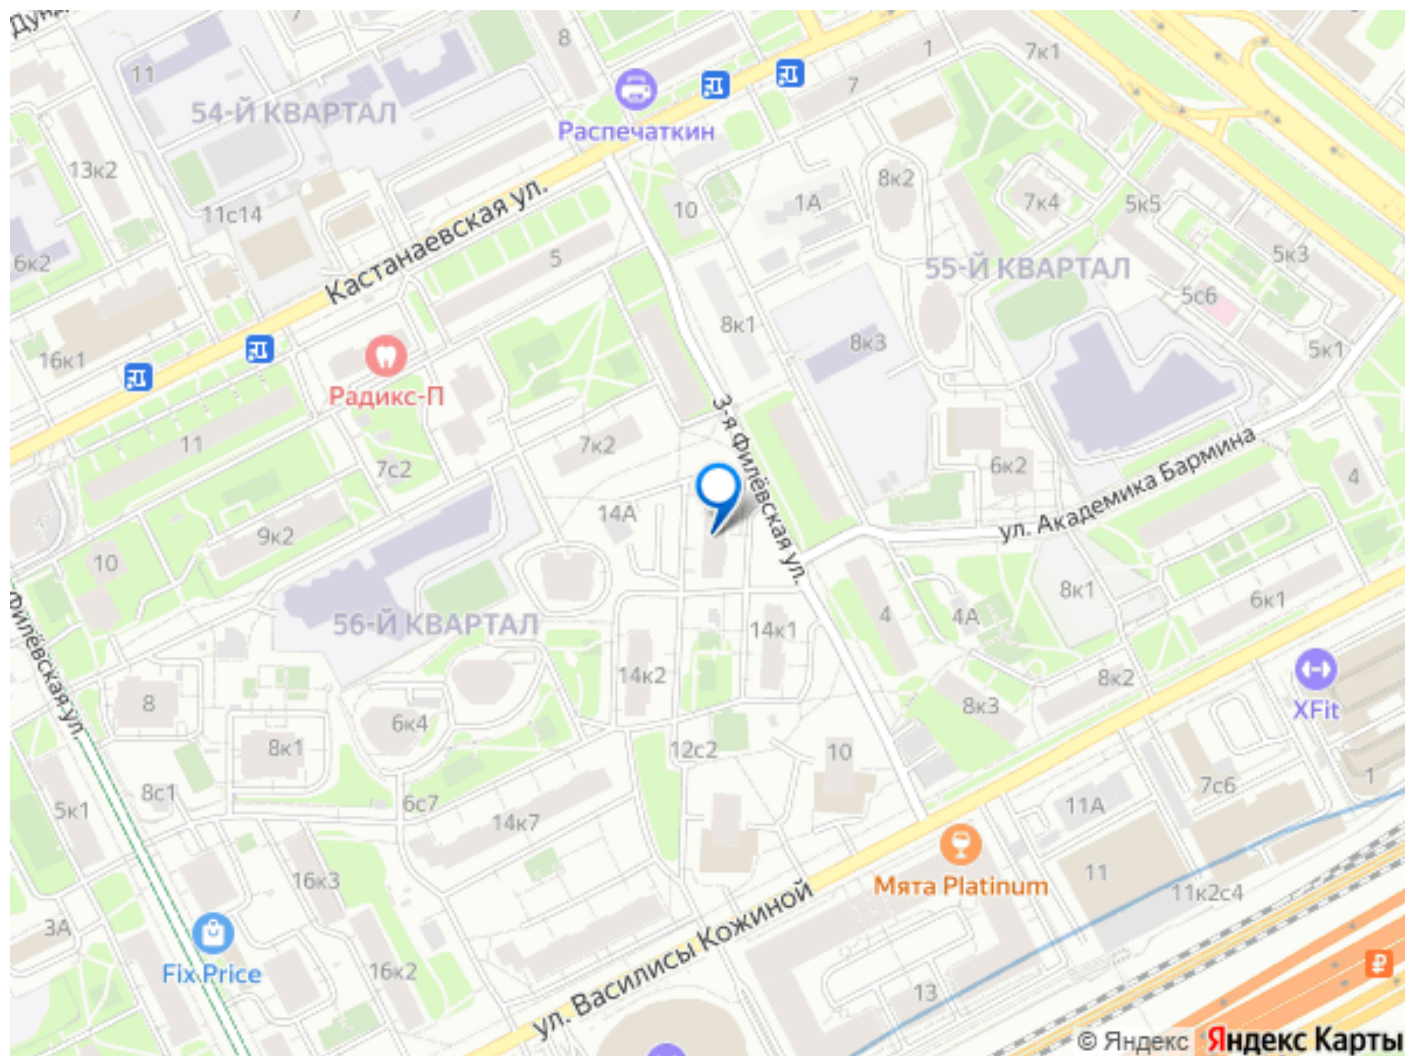 8
1
7к1
11
7
54-Й КВАРТАЛ
Распечаткин
13к2
8к2
11с14
10
1А
7к4
5к5
Кастанаевская ул.
6к2
5
55-Й КВАРТАЛ
5к3
5с6
8к1
8к3
16к1
5к1
Радикс-П
3-я Филёвская ул.
11
7к2
7с2
6к2
4
ул. Академика Бармина
14А
9к2
10
8к1
6к1
4
4А
56-Й КВАРТАЛ
14к1
Филёвская ул.
14к2
8к2
8
6к4
8к3
XFit
8к1
12с2
10
7с6
1
8с1
6с7
5к1
14к7
11А
16к3
11
Мята Platinum
11к2с4
3А
Fix Price
16к2
ул. Василисы Кожиной
13
© Яндекс Яндекс Карты